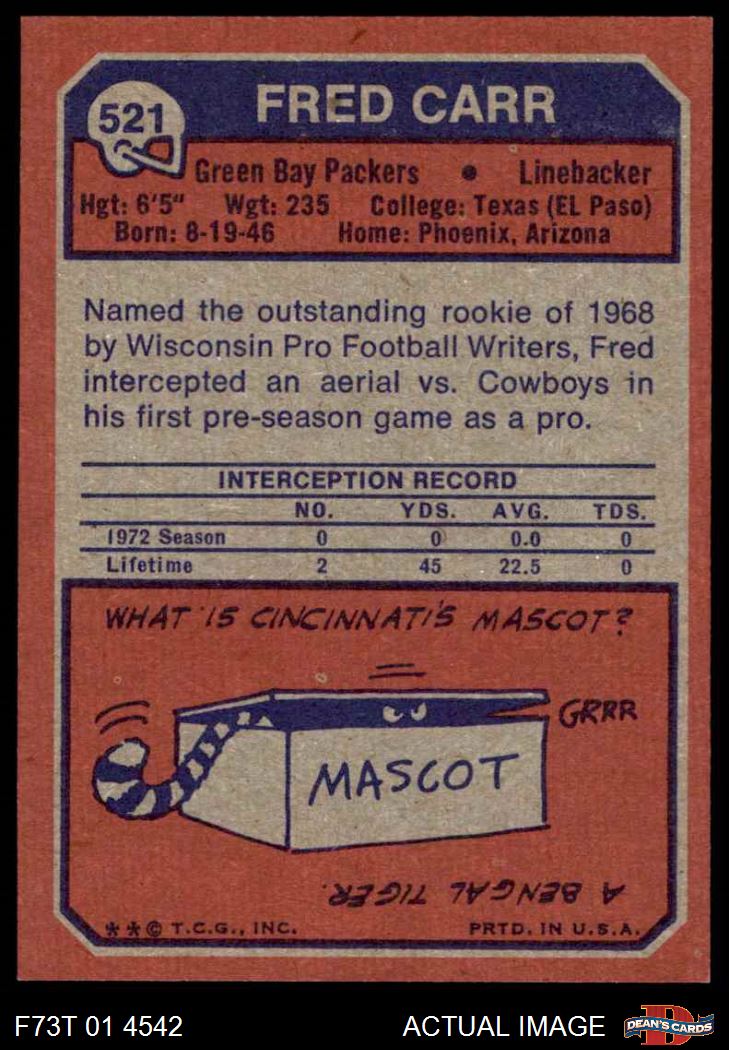 521
FRED CARR
Green Bay Packers • Linebacker
Hgt: 6'5" Wgt: 235 College: Texas (EL Paso)
Born: 8-19-46 Home: Phoenix, Arizona
Named the outstanding rookie of 1968
by Wisconsin Pro Football Writers, Fred
intercepted an aerial vs. Cowboys in
his first pre-season game as a pro.
INTERCEPTION RECORD
NO. YDS. AVG. TDS.
1972 Season 0 0 0.0 0
Lifetime 2 45 22.5 0
WHAT IS CINCINNATI'S MASCOT?
GRRR
MASCOT
A BENGAL TIGER.
**© T.C.G., INC. PRTD. IN U.S.A.
F73T 01 4542 ACTUAL IMAGE D DEAN'S CARDS